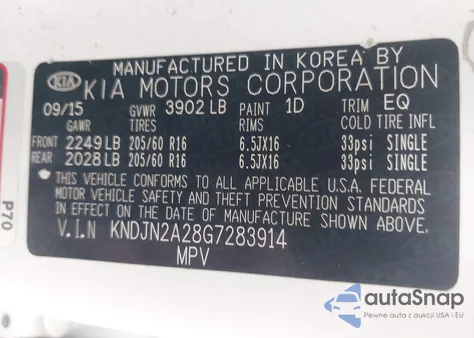 MANUFACTURED IN KOREA BY
KIA KIA MOTORS CORPORATION
09/15 GVWR 3902 LB PAINT 1D TRIM EQ
GAWR TIRES RIMS COLD TIRE INFL
FRONT 2249 LB 205/60 R16 6.5JX16 33psi SINGLE
REAR 2028 LB 205/60 R16 6.5JX16 33psi SINGLE
THIS VEHICLE CONFORMS TO ALL APPLICABLE U.S.A. FEDERAL
MOTOR VEHICLE SAFETY AND THEFT PREVENTION STANDARDS
IN EFFECT ON THE DATE OF MANUFACTURE SHOWN ABOVE.
V.I.N KNDJN2A28G7283914
MPV
P70
autoSnap
Auta prosto z aukcji USA i EU